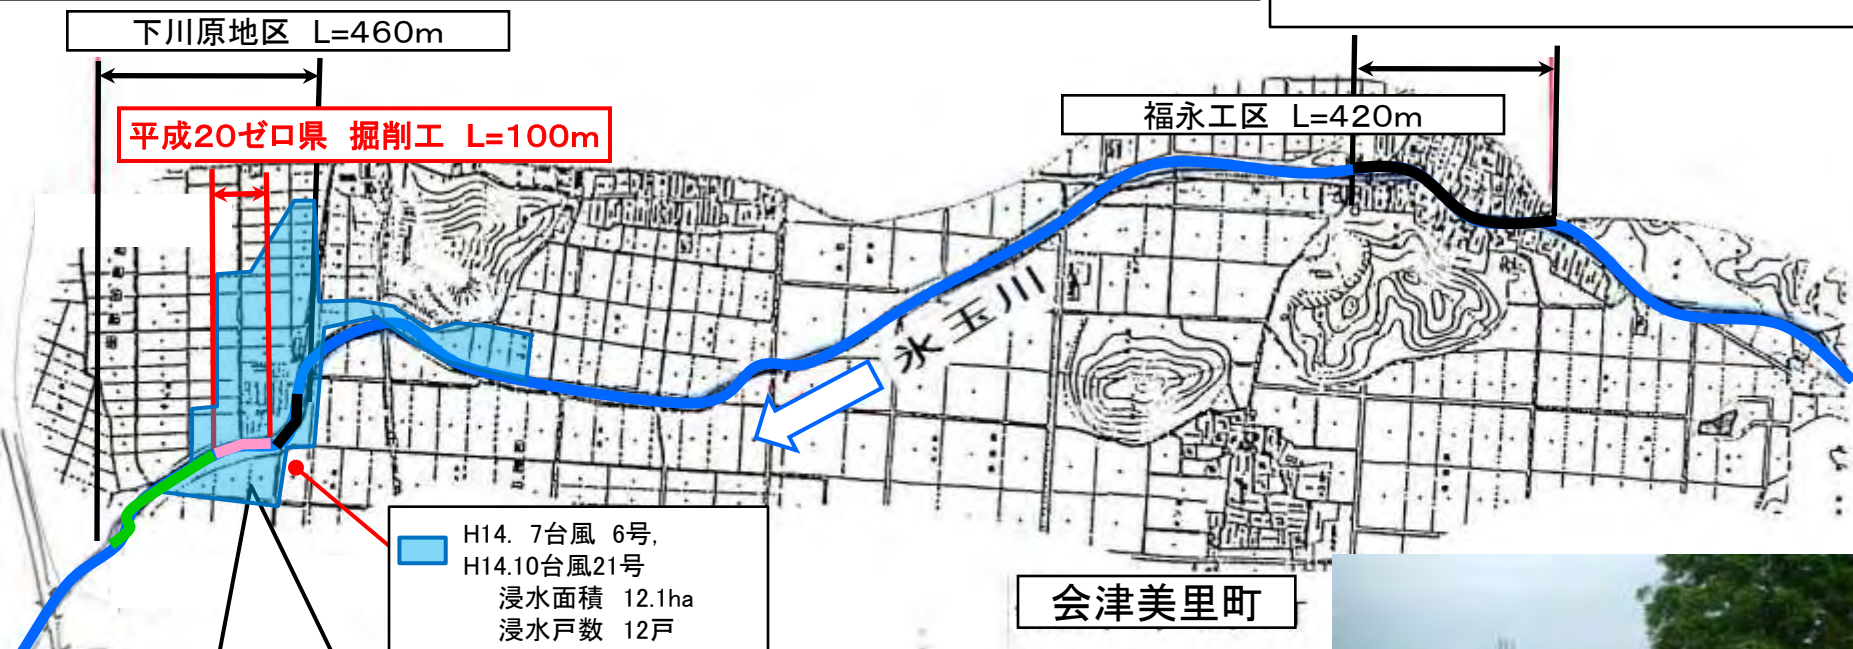 下川原地区 L=460m
平成20ゼロ県 掘削工 L=100m
福永工区 L=420m
氷玉川
H14. 7台風 6号,
H14.10台風21号
浸水面積 12.1ha
浸水戸数 12戸
会津美里町